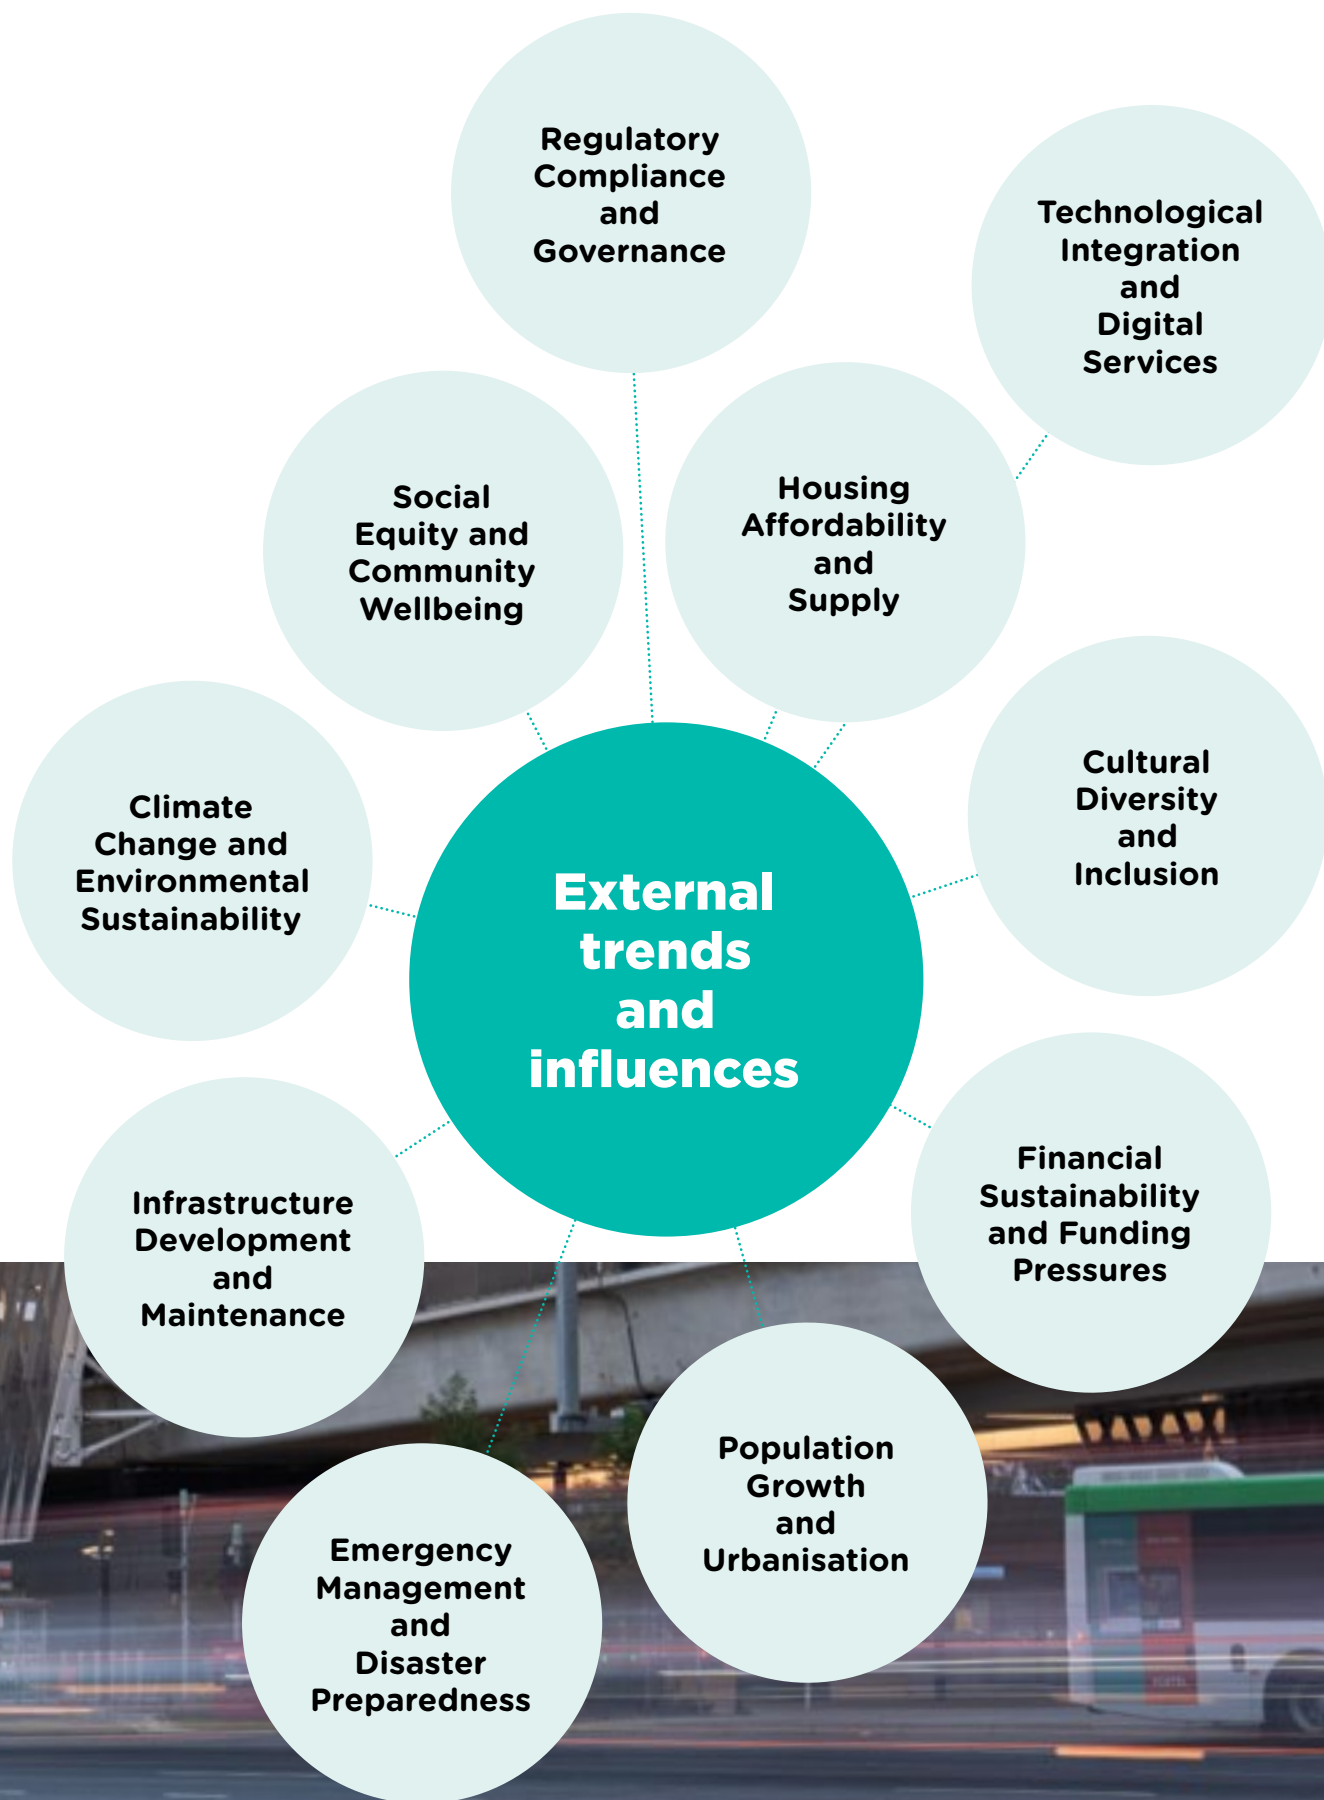 Regulatory
Compliance
and
Governance
Technological
Integration
and
Digital
Services
Social
Equity and
Community
Wellbeing
Housing
Affordability
and
Supply
Climate
Change and
Environmental
Sustainability
Cultural
Diversity
and
Inclusion
External
trends
and
influences
Infrastructure
Development
and
Maintenance
Financial
Sustainability
and Funding
Pressures
Emergency
Management
and
Disaster
Preparedness
Population
Growth
and
Urbanisation